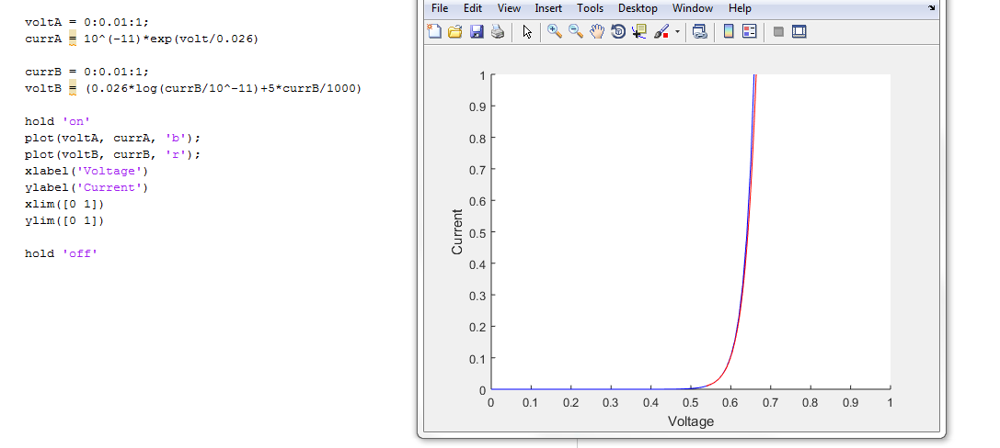 voltA = 0:0.01:1;
currA = 10^(-11)*exp(volt/0.026)
currB = 0:0.01:1;
voltB = (0.026*log(currB/10^-11)+5*currB/1000)
hold 'on'
plot(voltA, currA, 'b');
plot(voltB, currB, 'r');
xlabel('Voltage')
ylabel('Current')
xlim([0 1])
ylim([0 1])
hold 'off'
File Edit View Insert Tools Desktop Window Help
1
0.9
0.8
0.7
0.6
0.5
0.4
0.3
0.2
0.1
0
Current
0 0.1 0.2 0.3 0.4 0.5 0.6 0.7 0.8 0.9 1
Voltage